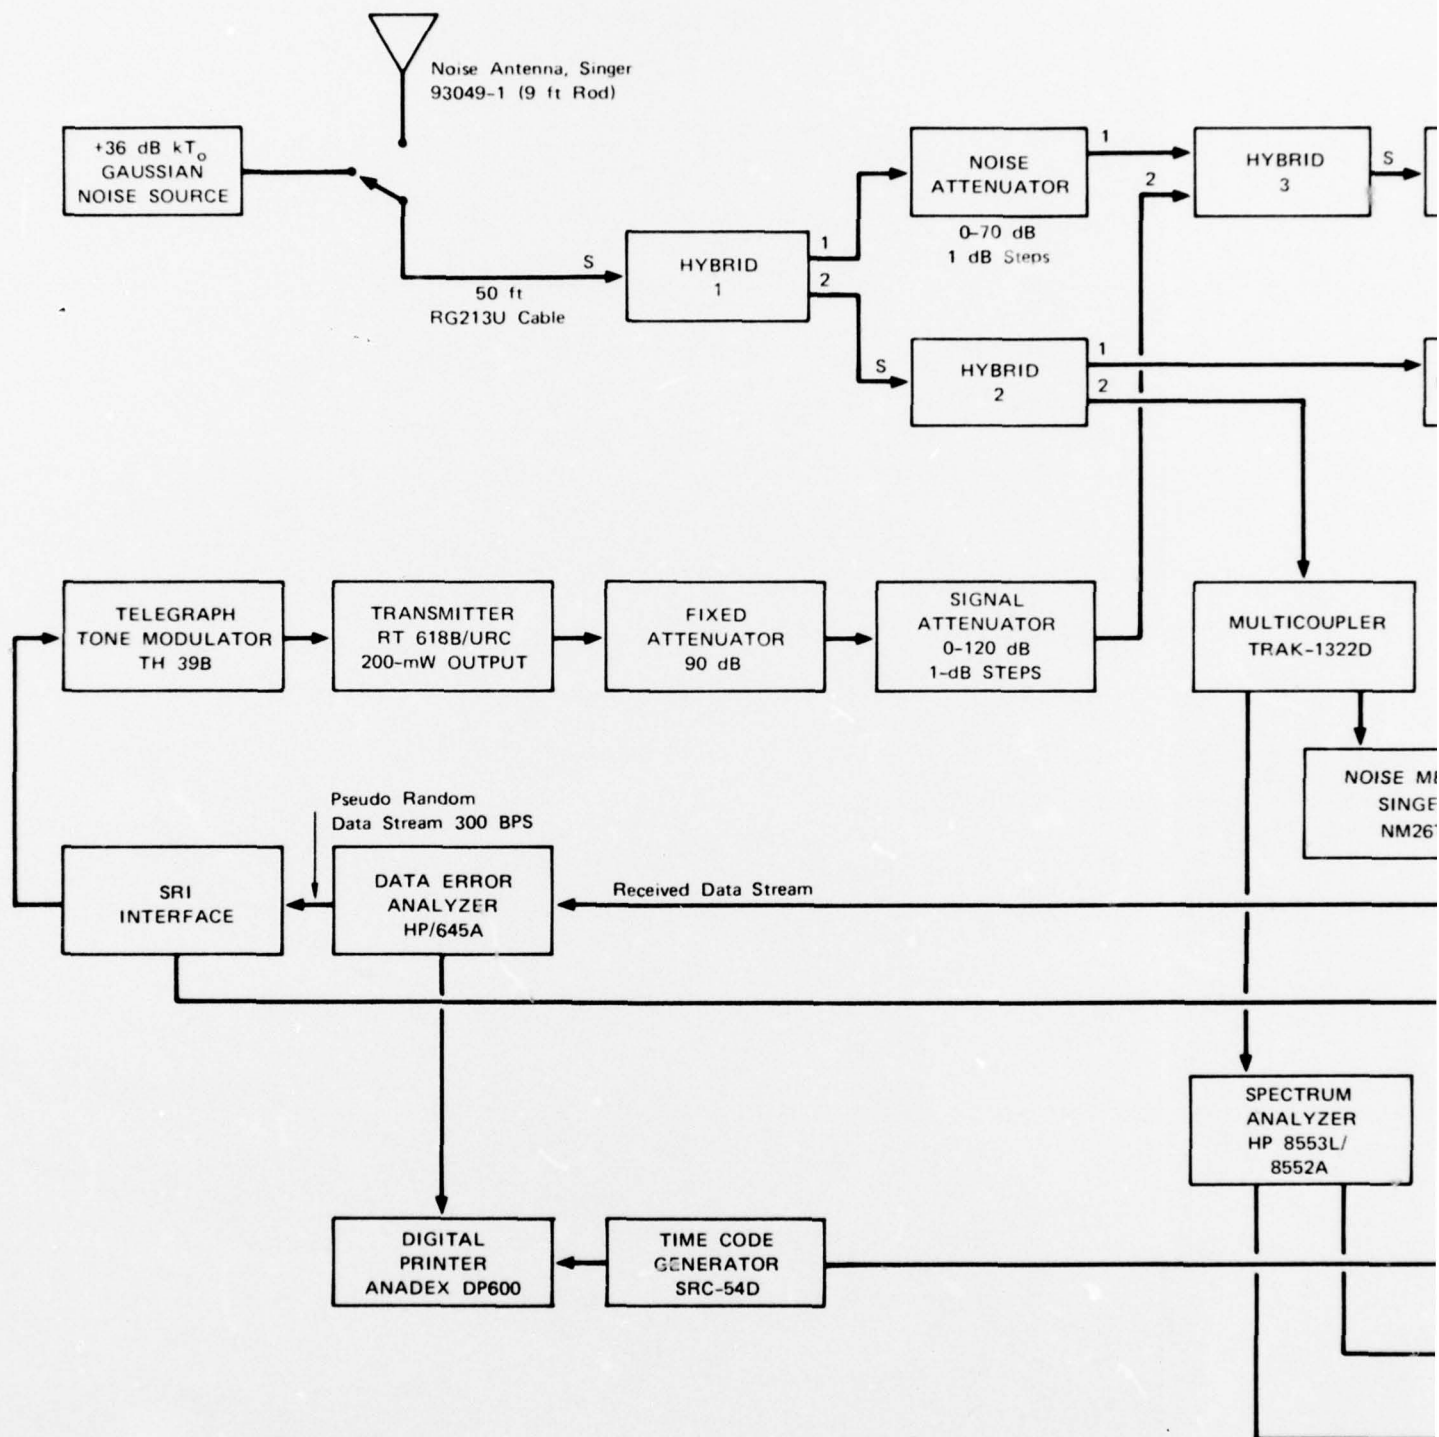 Noise Antenna, Singer
93049-1 (9 ft Rod)
+36 dB kTo
GAUSSIAN
NOISE SOURCE
S
50 ft
RG213U Cable
HYBRID
1
1
2
NOISE
ATTENUATOR
0-70 dB
1 dB Steps
1
2
HYBRID
3
S
S
HYBRID
2
1
2
TELEGRAPH
TONE MODULATOR
TH 39B
TRANSMITTER
RT 618B/URC
200-mW OUTPUT
FIXED
ATTENUATOR
90 dB
SIGNAL
ATTENUATOR
0-120 dB
1-dB STEPS
MULTICOUPLER
TRAK-1322D
NOISE
Pseudo Random
Data Stream 300 BPS
SRI
INTERFACE
DATA ERROR
ANALYZER
HP/645A
Received Data Stream
SPECTRUM
ANALYZER
HP 8553L/
8552A
DIGITAL
PRINTER
ANADEX DP600
TIME CODE
GENERATOR
SRC-54D